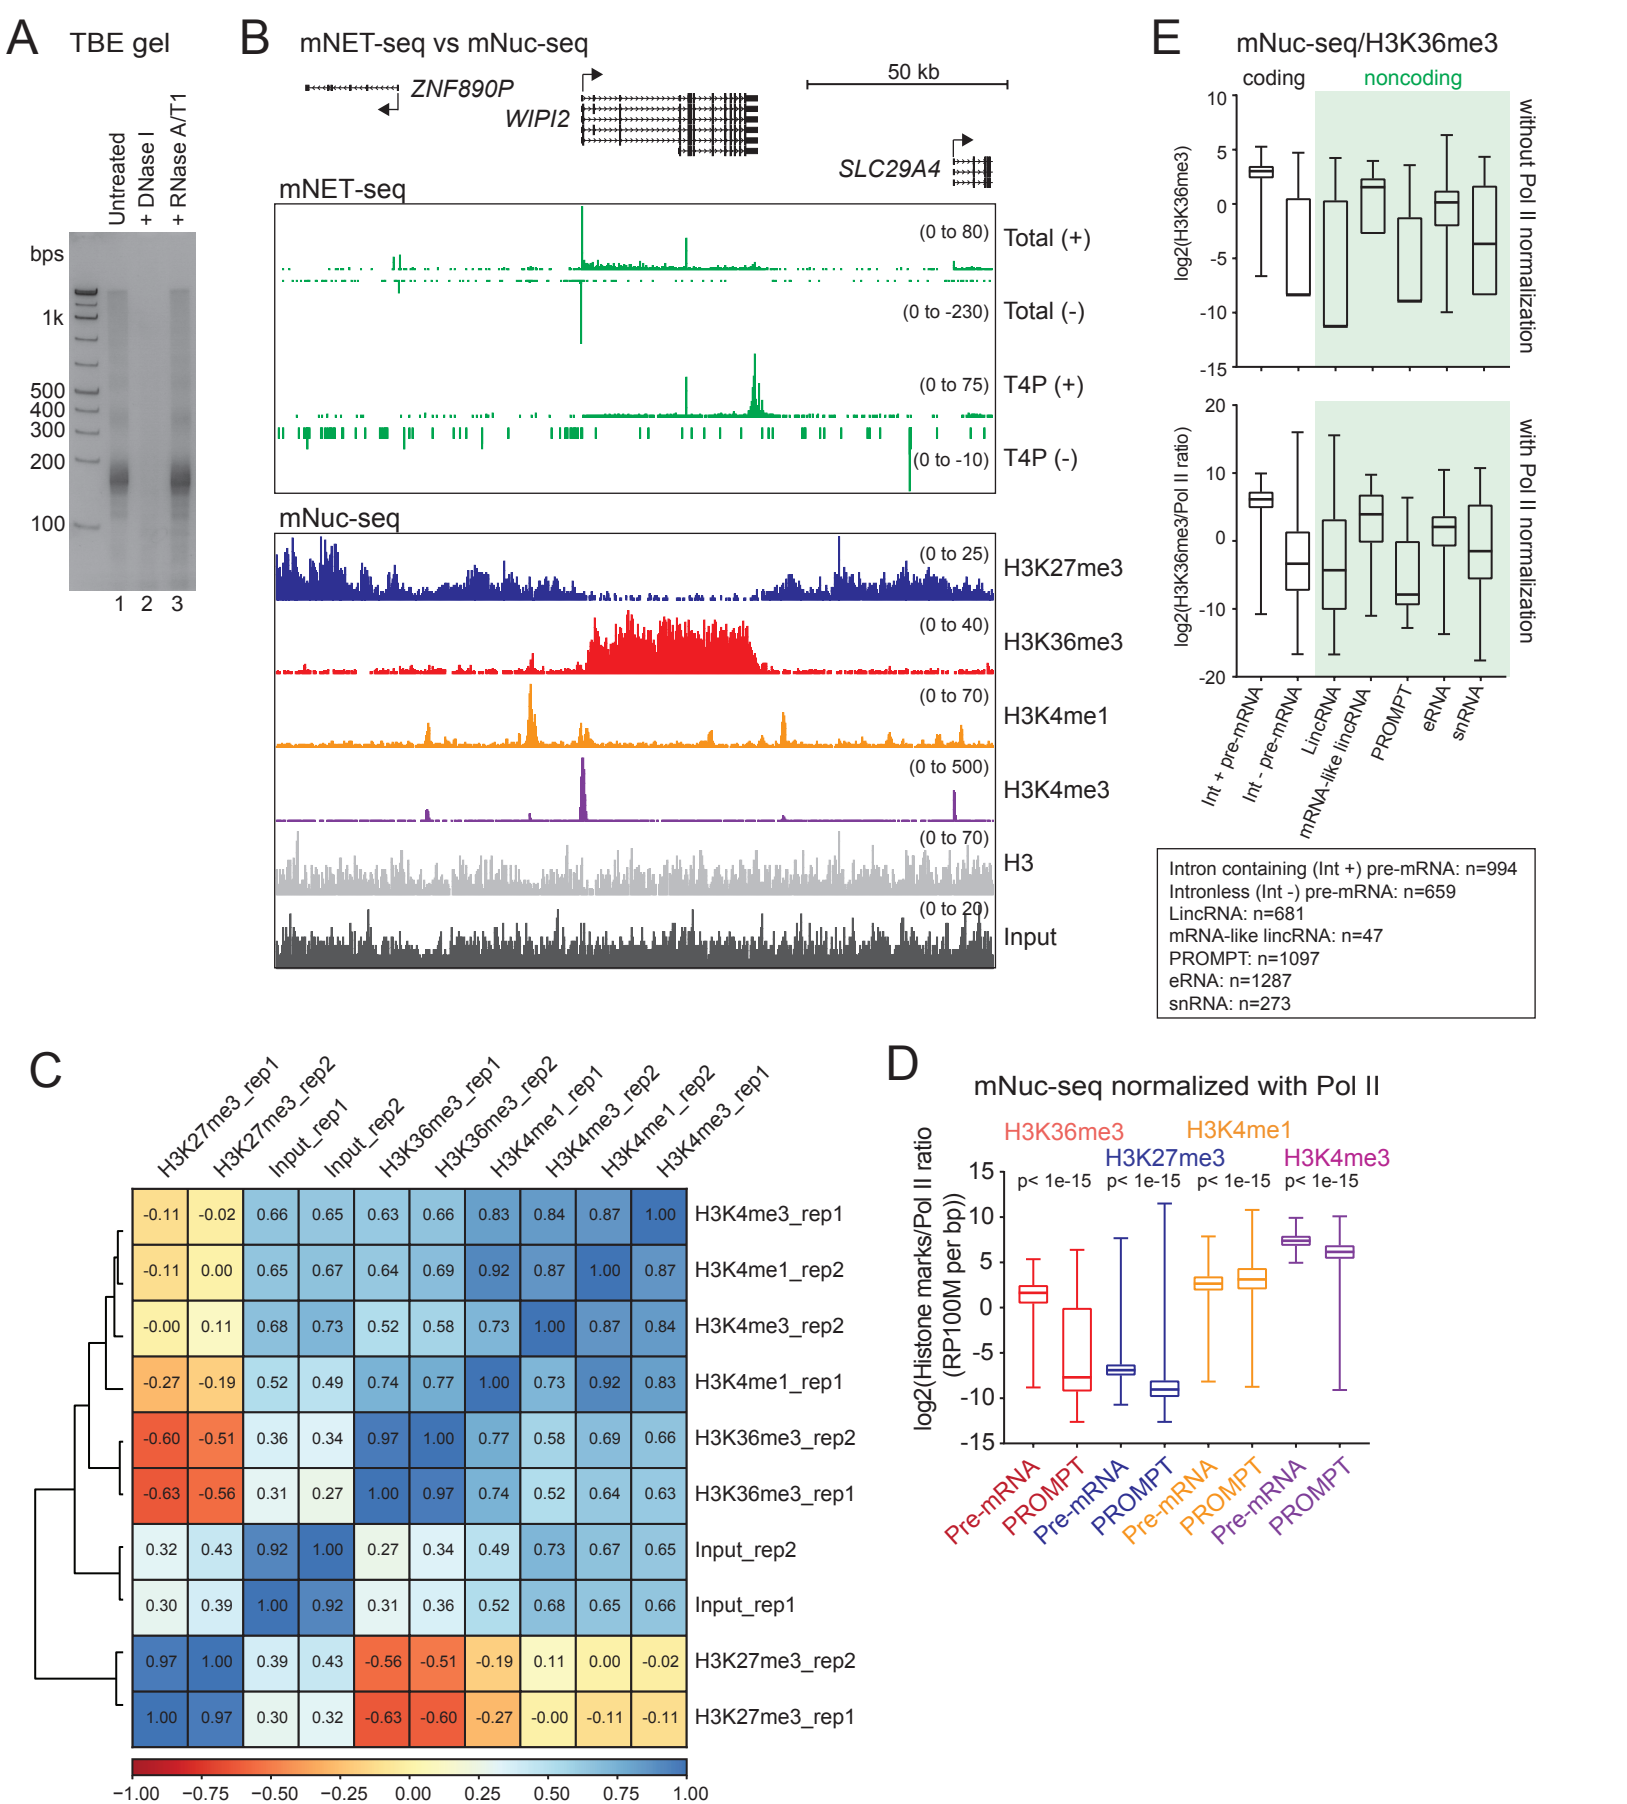 A TBE gel
Untreated
+ DNase I
+ RNase A/T1
bps
1k
500
400
300
200
100
1 2 3
B mNET-seq vs mNuc-seq
50 kb
ZNF890P
WIPI2
SLC29A4
mNET-seq
(0 to 80) Total (+)
(0 to -230) Total (-)
(0 to 75) T4P (+)
(0 to -10) T4P (-)
mNuc-seq
(0 to 25) H3K27me3
(0 to 40) H3K36me3
(0 to 70) H3K4me1
(0 to 500) H3K4me3
(0 to 70) H3
(0 to 20) Input
E mNuc-seq/H3K36me3
coding noncoding
log2(H3K36me3)
10
5
0
-5
-10
-15
without Pol II normalization
log2(H3K36me3/Pol II ratio)
20
10
0
-10
-20
with Pol II normalization
Int + pre-mRNA
Int - pre-mRNA
LincRNA
mRNA-like lincRNA
PROMPT
eRNA
snRNA
Intron containing (Int +) pre-mRNA: n=994
Intronless (Int -) pre-mRNA: n=659
LincRNA: n=681
mRNA-like lincRNA: n=47
PROMPT: n=1097
eRNA: n=1287
snRNA: n=273
C
H3K27me3_rep1
H3K27me3_rep2
Input_rep1
Input_rep2
H3K36me3_rep1
H3K36me3_rep2
H3K4me1_rep1
H3K4me3_rep2
H3K4me1_rep2
H3K4me3_rep1
-0.11 -0.02 0.66 0.65 0.63 0.66 0.83 0.84 0.87 1.00 H3K4me3_rep1
-0.11 0.00 0.65 0.67 0.64 0.69 0.92 0.87 1.00 0.87 H3K4me1_rep2
-0.00 0.11 0.68 0.73 0.52 0.58 0.73 1.00 0.87 0.84 H3K4me3_rep2
-0.27 -0.19 0.52 0.49 0.74 0.77 1.00 0.73 0.92 0.83 H3K4me1_rep1
-0.60 -0.51 0.36 0.34 0.97 1.00 0.77 0.58 0.69 0.66 H3K36me3_rep2
-0.63 -0.56 0.31 0.27 1.00 0.97 0.74 0.52 0.64 0.63 H3K36me3_rep1
0.32 0.43 0.92 1.00 0.27 0.34 0.49 0.73 0.67 0.65 Input_rep2
0.30 0.39 1.00 0.92 0.31 0.36 0.52 0.68 0.65 0.66 Input_rep1
0.97 1.00 0.39 0.43 -0.56 -0.51 -0.19 0.11 0.00 -0.02 H3K27me3_rep2
1.00 0.97 0.30 0.32 -0.63 -0.60 -0.27 -0.00 -0.11 -0.11 H3K27me3_rep1
−1.00 −0.75 −0.50 −0.25 0.00 0.25 0.50 0.75 1.00
D
mNuc-seq normalized with Pol II
H3K36me3 H3K4me1
H3K27me3 H3K4me3
p< 1e-15 p< 1e-15 p< 1e-15 p< 1e-15
log2(Histone marks/Pol II ratio
(RP100M per bp))
15
10
5
0
-5
-10
-15
Pre-mRNA
PROMPT
Pre-mRNA
PROMPT
Pre-mRNA
PROMPT
Pre-mRNA
PROMPT